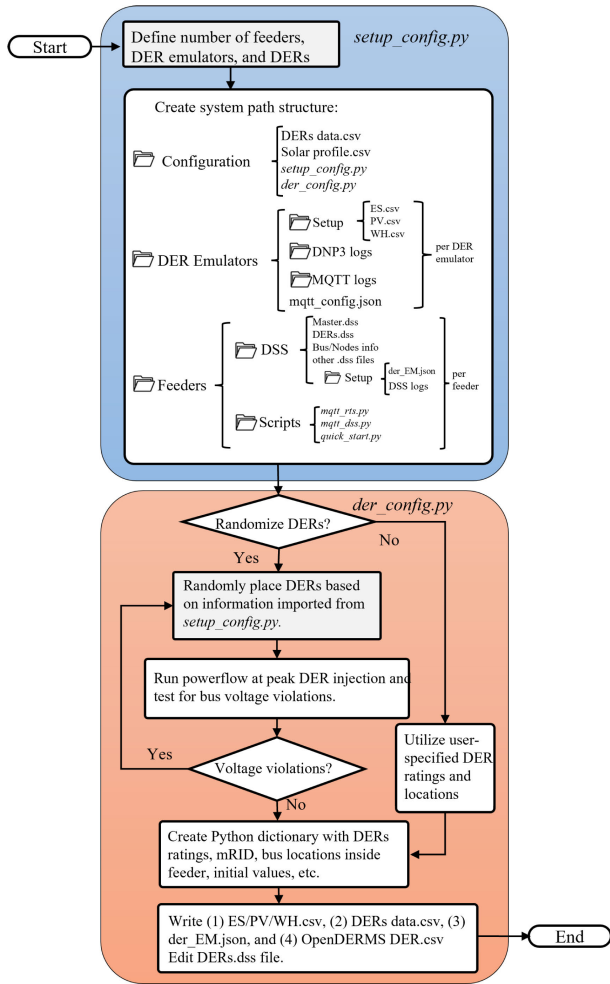 Start
Define number of feeders,
DER emulators, and DERs
setup_config.py
Create system path structure:
Configuration
DERs data.csv
Solar profile.csv
setup_config.py
der_config.py
DER Emulators
Setup
ES.csv
PV.csv
WH.csv
DNP3 logs
MQTT logs
mqtt_config.json
per DER
emulator
Feeders
DSS
Master.dss
DERs.dss
Bus/Nodes info
other .dss files
Setup
der_EM.json
DSS logs
Scripts
mqtt_rts.py
mqtt_dss.py
quick_start.py
per
feeder
der_config.py
Randomize DERs?
No
Yes
Randomly place DERs based
on information imported from
setup_config.py.
Run powerflow at peak DER injection and
test for bus voltage violations.
Yes
Voltage violations?
No
Utilize user-
specified DER
ratings and
locations
Create Python dictionary with DERs
ratings, mRID, bus locations inside
feeder, initial values, etc.
Write (1) ES/PV/WH.csv, (2) DERs data.csv, (3)
der_EM.json, and (4) OpenDERMS DER.csv
Edit DERs.dss file.
End